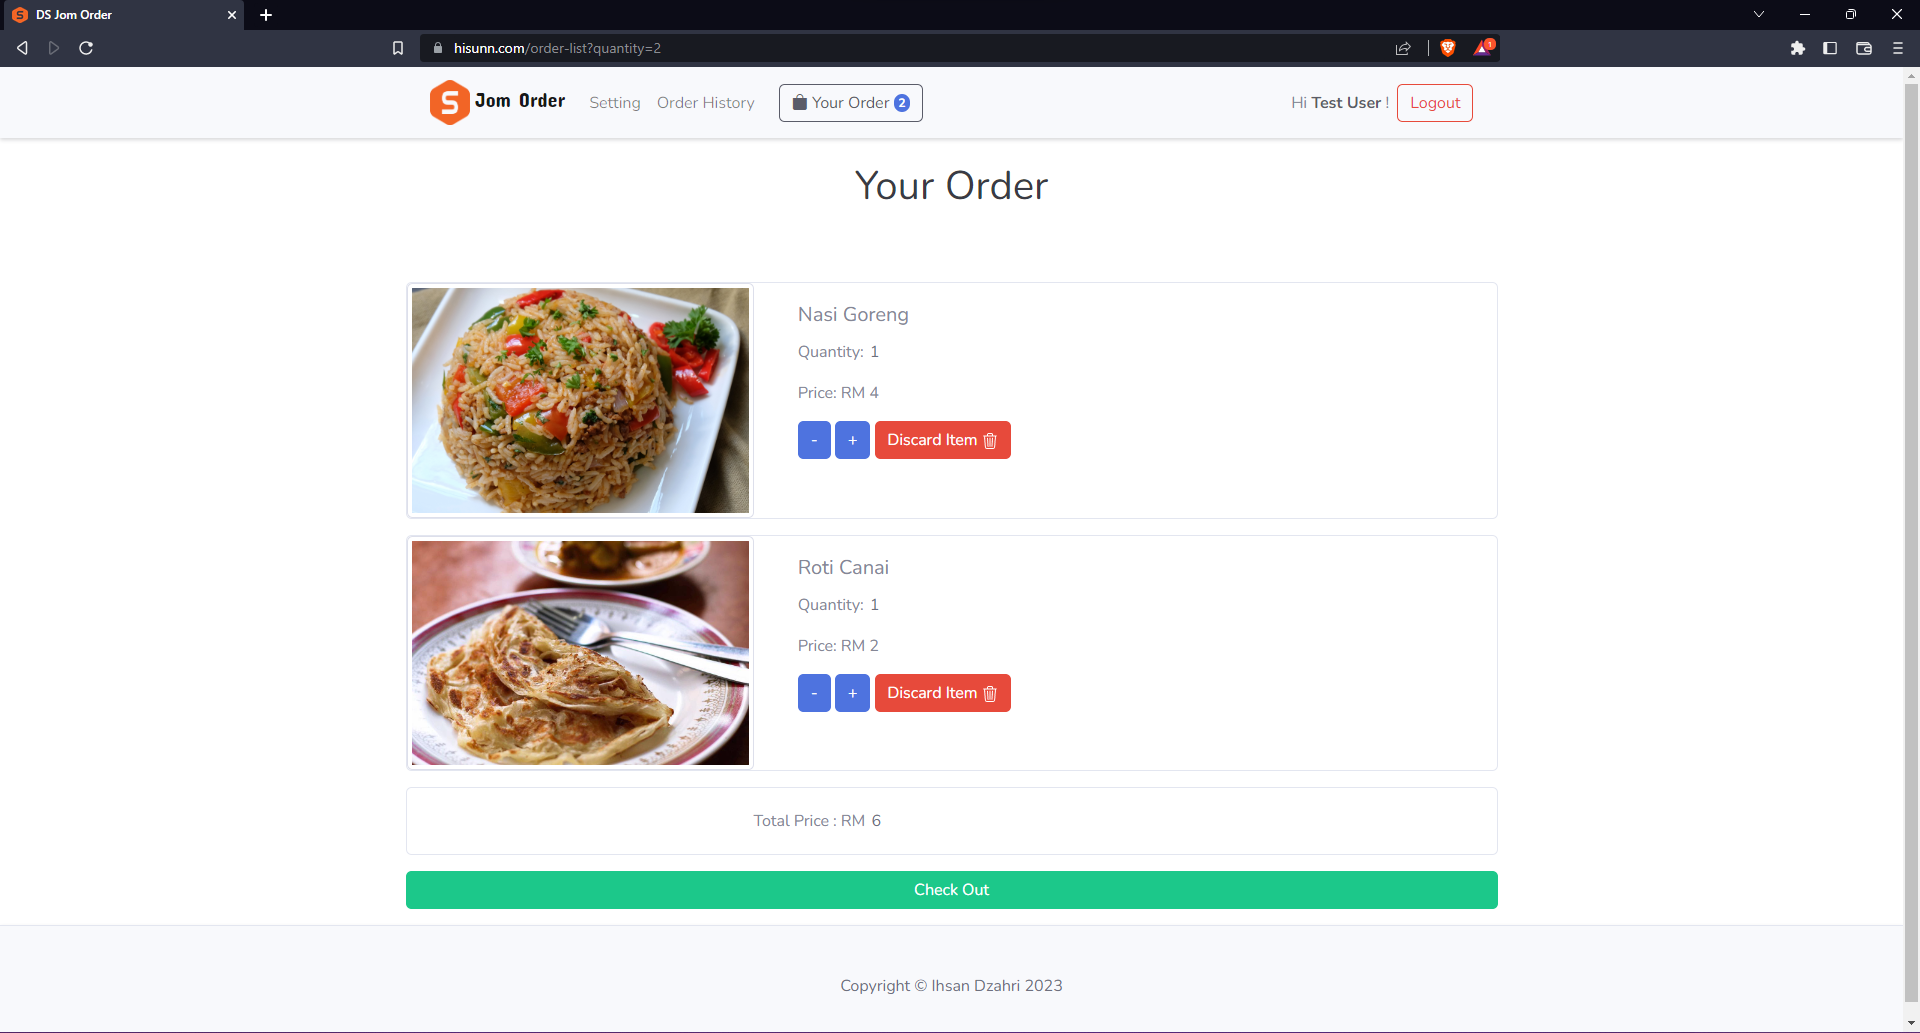 DS Jom Order
hisunn.com/order-list?quantity=2
1
S Jom Order Setting Order History Your Order 2 Hi Test User ! Logout
Your Order
Nasi Goreng
Quantity: 1
Price: RM 4
- + Discard Item
Roti Canai
Quantity: 1
Price: RM 2
- + Discard Item
Total Price : RM 6
Check Out
Copyright © Ihsan Dzahri 2023